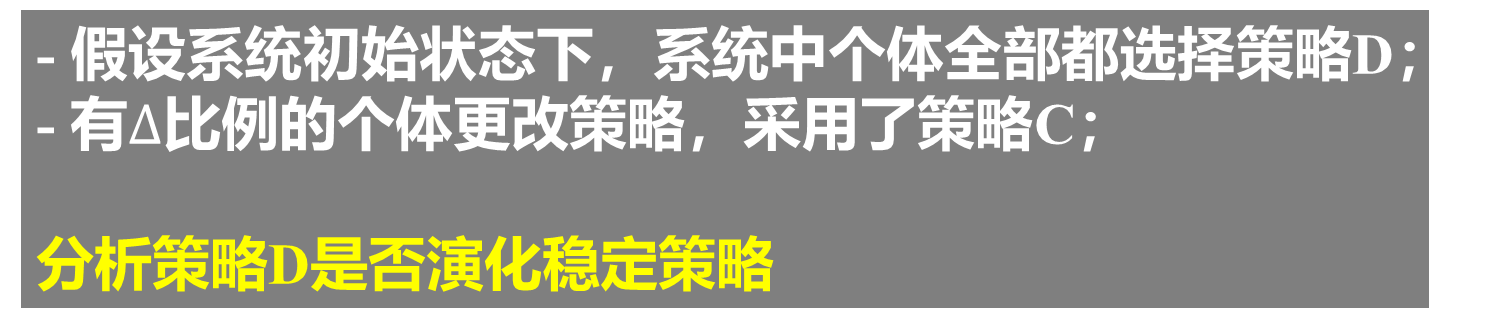 - 假设系统初始状态下，系统中个体全部都选择策略D；
- 有Δ比例的个体更改策略，采用了策略C；
分析策略D是否演化稳定策略